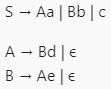 S → Aa | Bb | c
A → Bd | ϵ
B → Ae | ϵ